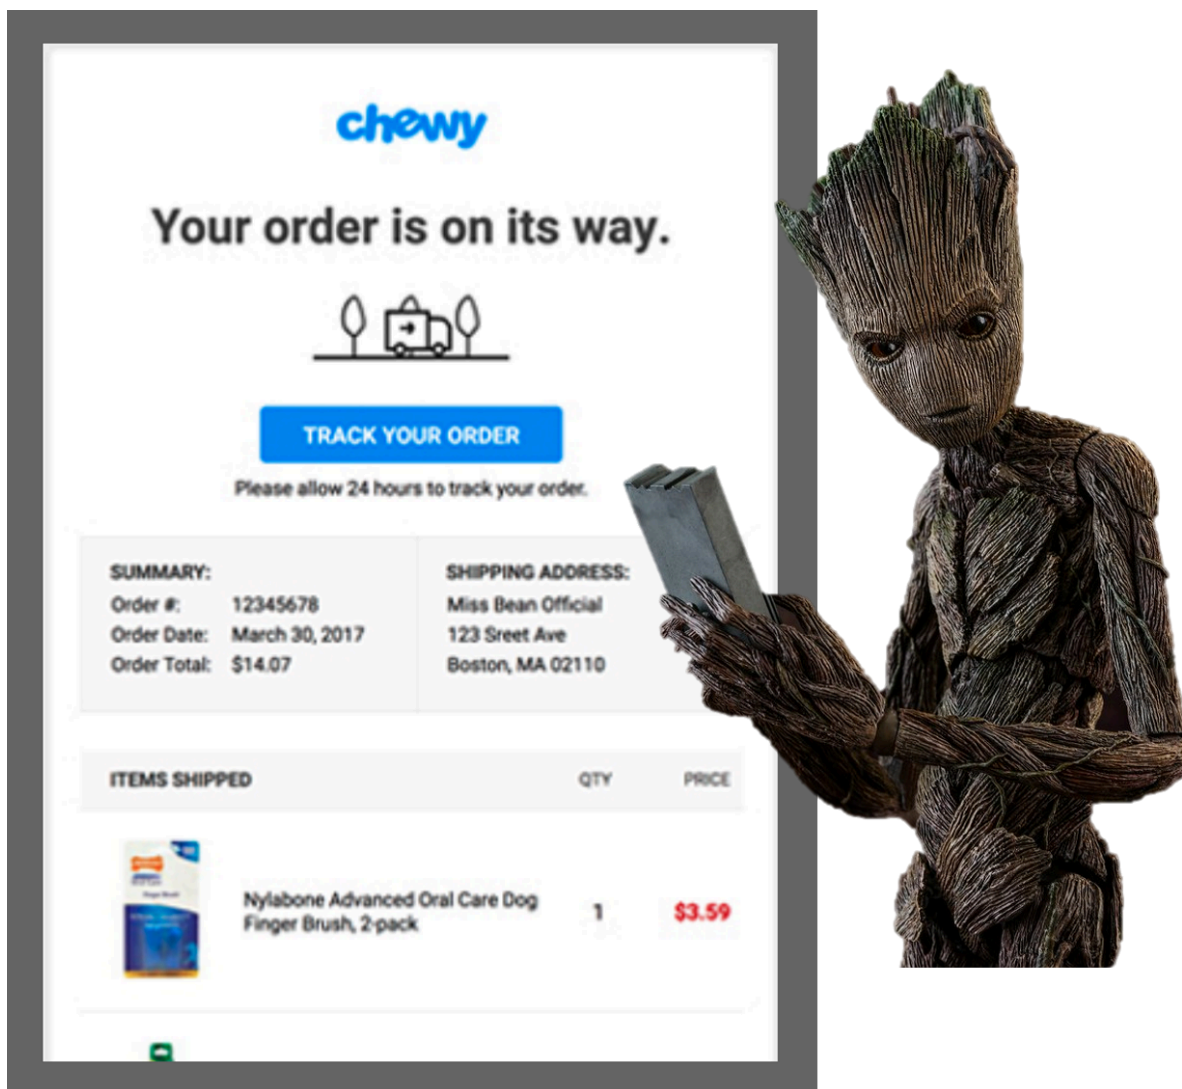 chewy
Your order is on its way.
TRACK YOUR ORDER
Please allow 24 hours to track your order.
SUMMARY:
Order #: 12345678
Order Date: March 30, 2017
Order Total: $14.07
SHIPPING ADDRESS:
Miss Bean Official
123 Sreet Ave
Boston, MA 02110
ITEMS SHIPPED QTY PRICE
Nylabone Advanced Oral Care Dog
Finger Brush, 2-pack
1
$3.59